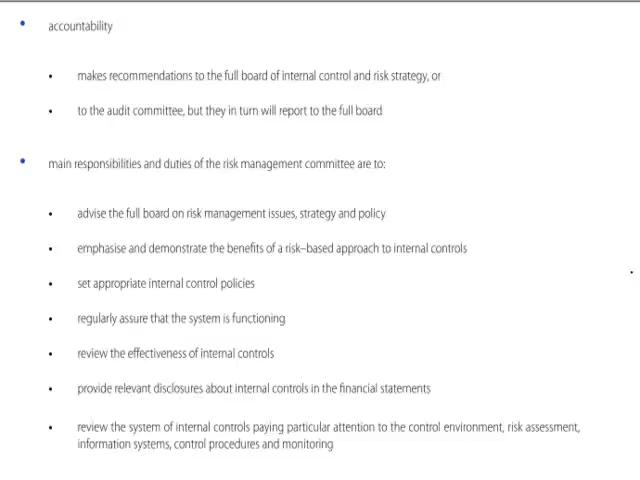 accountability
makes recommendations to the full board of internal control and risk strategy, or
to the audit committee, but they in turn will report to the full board
main responsibilities and duties of the risk management committee are to:
advise the full board on risk management issues, strategy and policy
emphasise and demonstrate the benefits of a risk–based approach to internal controls
set appropriate internal control policies
regularly assure that the system is functioning
review the effectiveness of internal controls
provide relevant disclosures about internal controls in the financial statements
review the system of internal controls paying particular attention to the control environment, risk assessment,
information systems, control procedures and monitoring